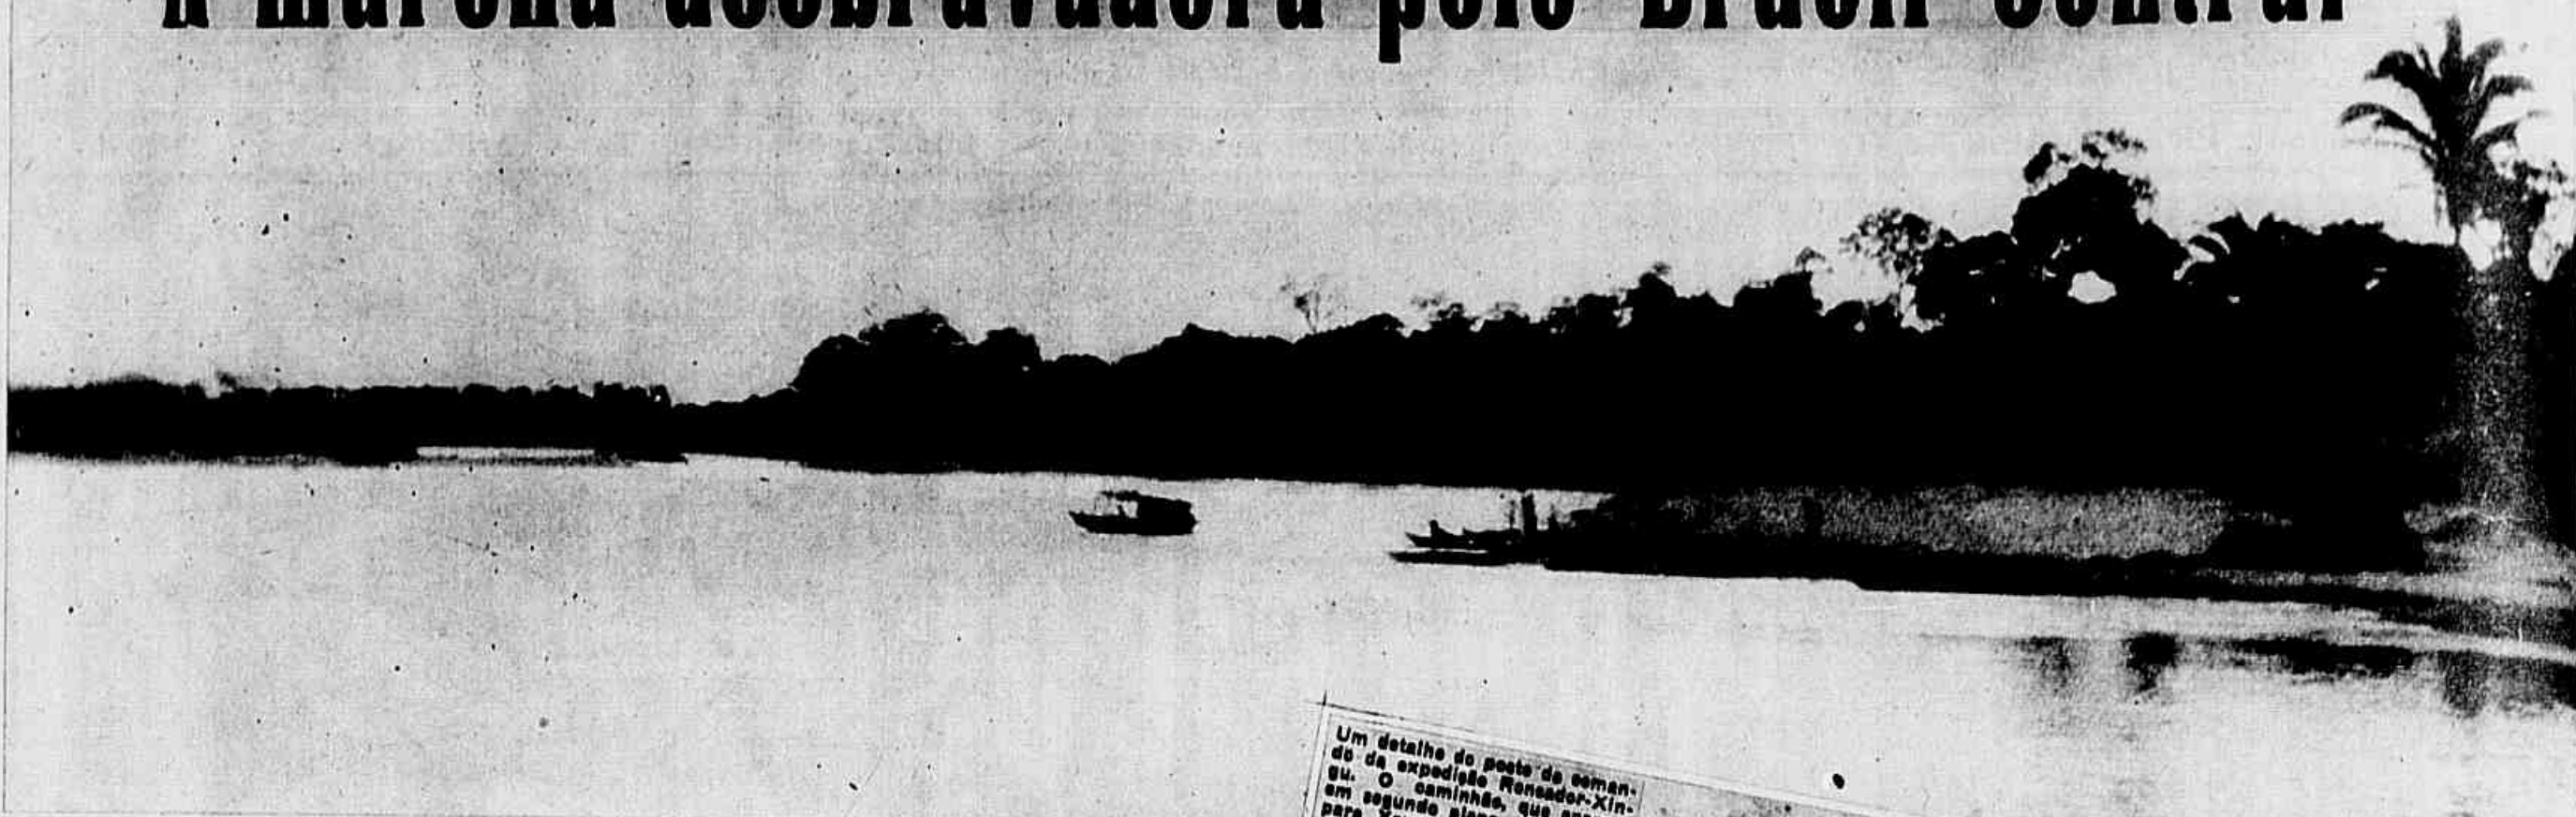 A marcha desbravadora pelo Brasil Central
Um detalhe do posto de coman-
do da expedição Roncador-Xin-
gu. O caminhão, que
em segundo
para